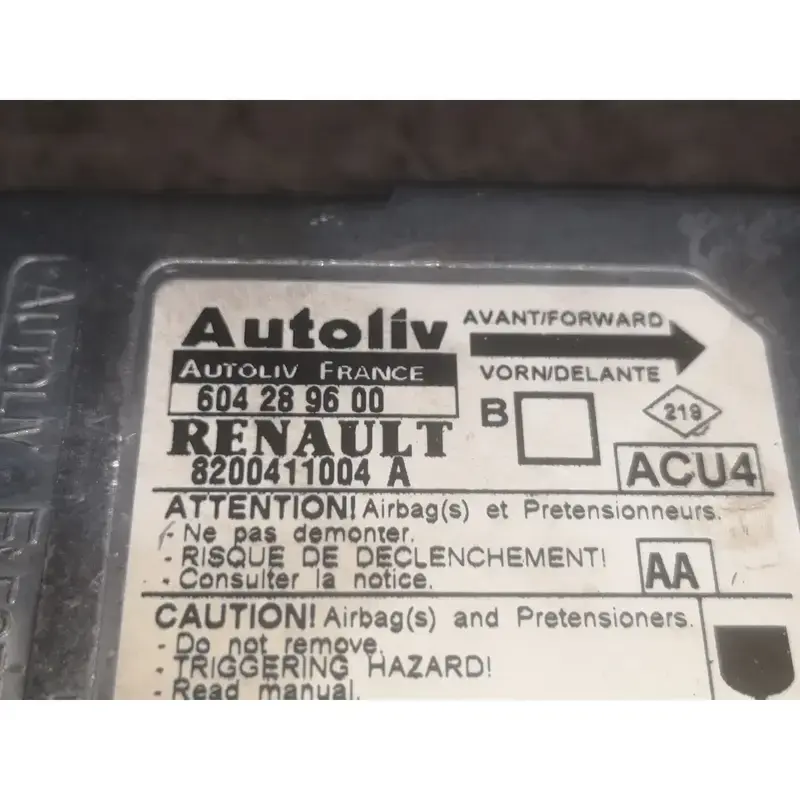 Autoliv
AVANT/FORWARD
AUTOLIV FRANCE
VORN/DELANTE
604 28 96 00
B
219
RENAULT
8200411004 A
ACU4
ATTENTION! Airbag(s) et Pretensionneurs.
- Ne pas demonter.
- RISQUE DE DECLENCHEMENT!
- Consulter la notice.
AA
CAUTION! Airbag(s) and Pretensioners.
- Do not remove.
- TRIGGERING HAZARD!
- Read manual.
AUTOLIV